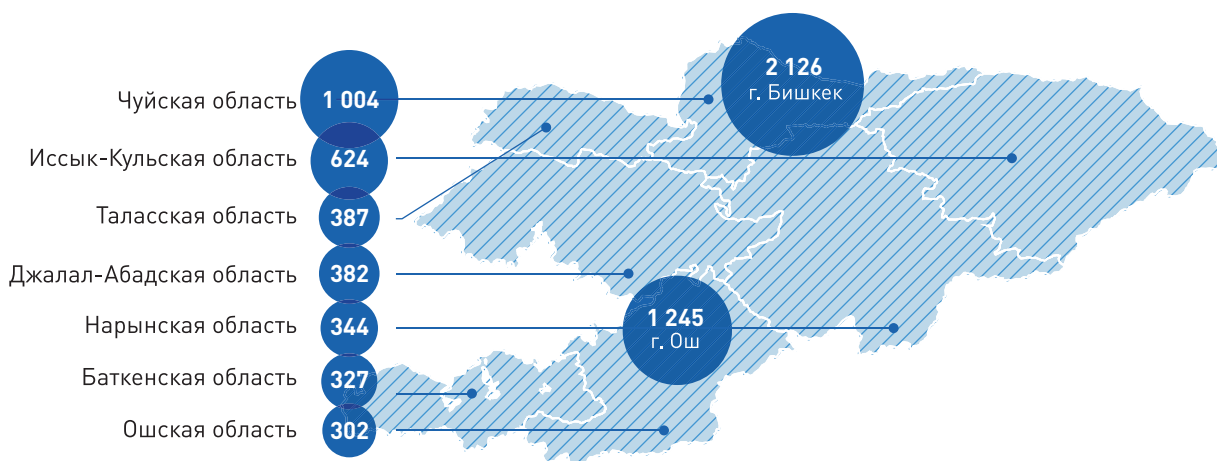 2 126
г. Бишкек
Чуйская область
1 004
Иссык-Кульская область
624
Таласская область
387
Джалал-Абадская область
382
Нарынская область
344
1 245
г. Ош
Баткенская область
327
Ошская область
302